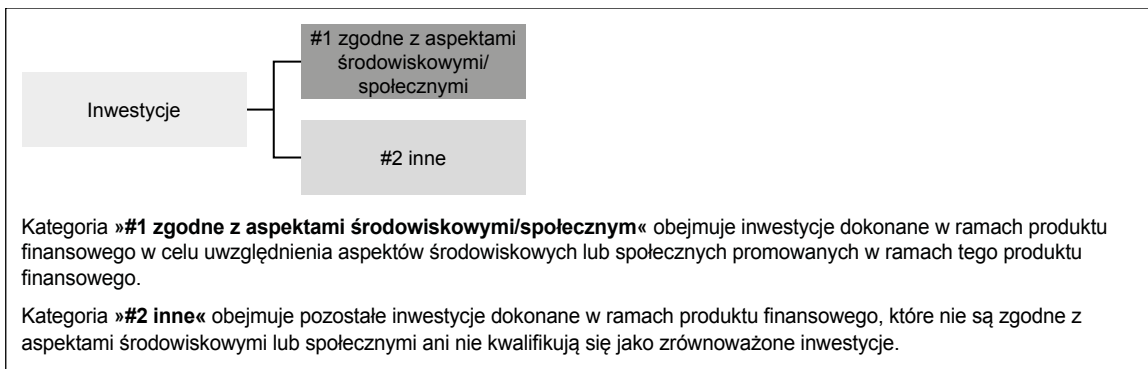 #1 zgodne z aspektami
środowiskowymi/
społecznymi
Inwestycje
#2 inne
Kategoria »#1 zgodne z aspektami środowiskowymi/społecznym« obejmuje inwestycje dokonane w ramach produktu
finansowego w celu uwzględnienia aspektów środowiskowych lub społecznych promowanych w ramach tego produktu
finansowego.
Kategoria »#2 inne« obejmuje pozostałe inwestycje dokonane w ramach produktu finansowego, które nie są zgodne z
aspektami środowiskowymi lub społecznymi ani nie kwalifikują się jako zrównoważone inwestycje.